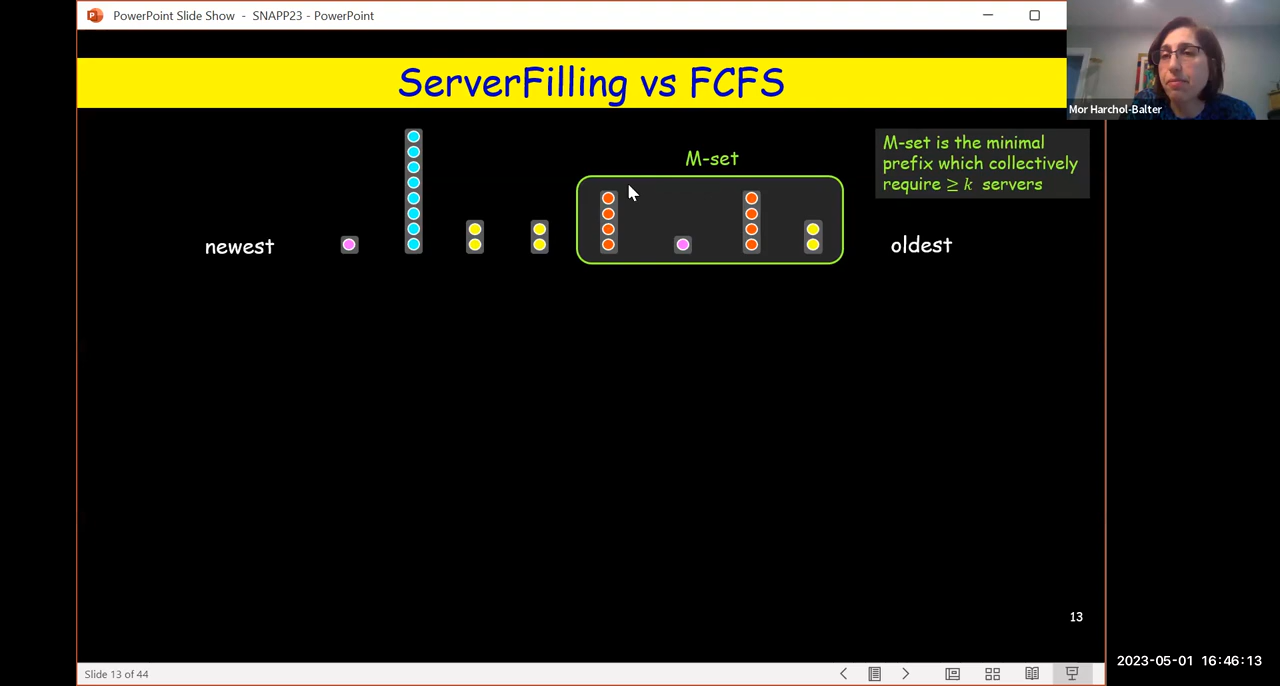 PowerPoint Slide Show - SNAPP23 - PowerPoint
ServerFilling vs FCFS
Mor Harchol-Balter
M-set
M-set is the minimal
prefix which collectively
require ≥ k servers
newest
oldest
13
Slide 13 of 44
2023-05-01 16:46:13